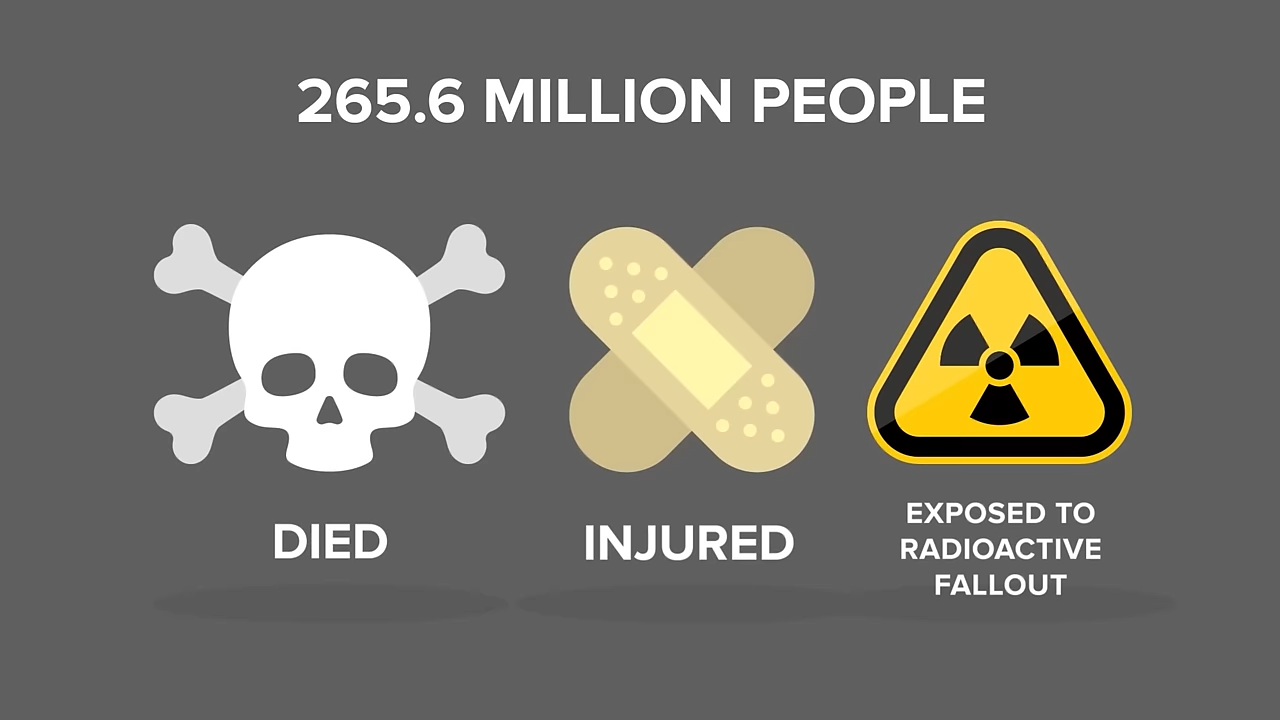 265.6 MILLION PEOPLE
DIED
INJURED
EXPOSED TO
RADIOACTIVE
FALLOUT